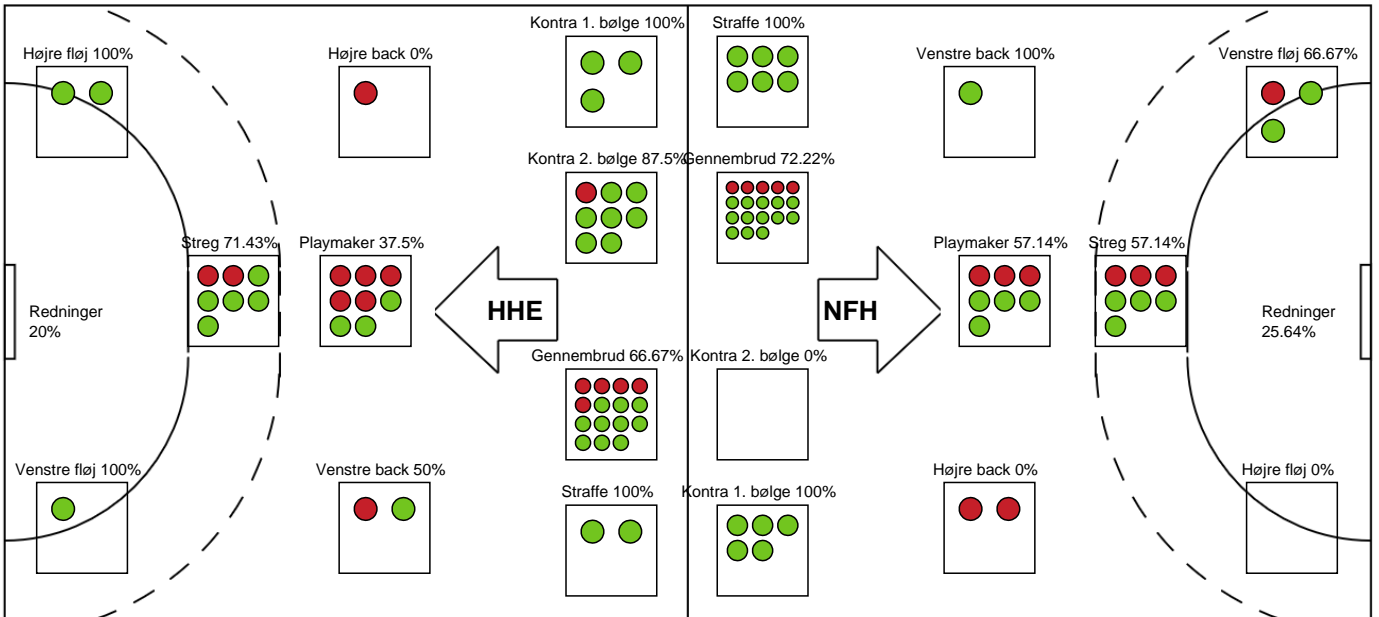 Kontra 1. bølge 100%
Straffe 100%
Højre fløj 100%
Højre back 0%
Venstre back 100%
Venstre fløj 66.67%
Kontra 2. bølge 87.5%
Gennembrud 72.22%
Streg 71.43%
Playmaker 37.5%
Playmaker 57.14%
Streg 57.14%
Redninger
20%
HHE
NFH
Redninger
25.64%
Gennembrud 66.67%
Kontra 2. bølge 0%
Venstre fløj 100%
Venstre back 50%
Højre back 0%
Højre fløj 0%
Straffe 100%
Kontra 1. bølge 100%